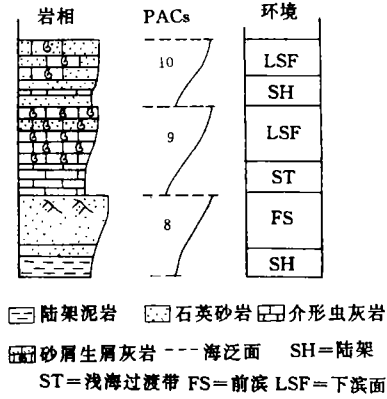 岩相 PACs 环境
10 LSF
SH
9 LSF
ST
8 FS
SH
陆架泥岩 石英砂岩 介形虫灰岩
砂屑生屑灰岩 海泛面 SH=陆架
ST=浅海过渡带 FS=前滨 LSF=下滨面